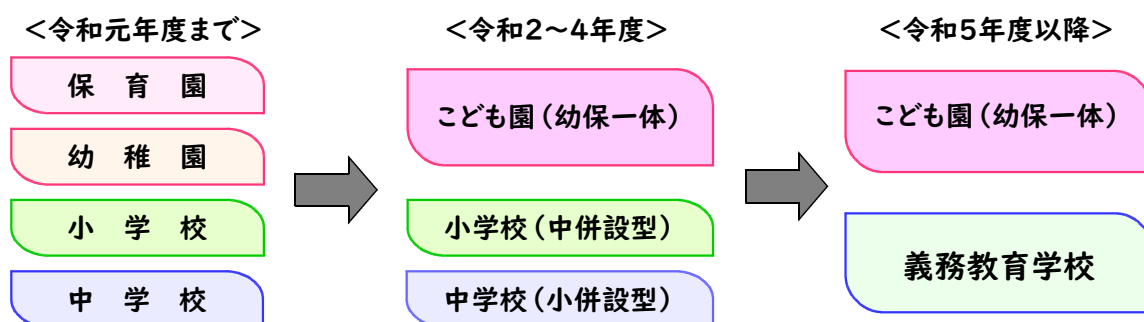 ＜令和元年度まで＞
保　育　園
幼　稚　園
小　学　校
中　学　校
＜令和２～４年度＞
こども園（幼保一体）
小学校（中併設型）
中学校（小併設型）
＜令和５年度以降＞
こども園（幼保一体）
義務教育学校